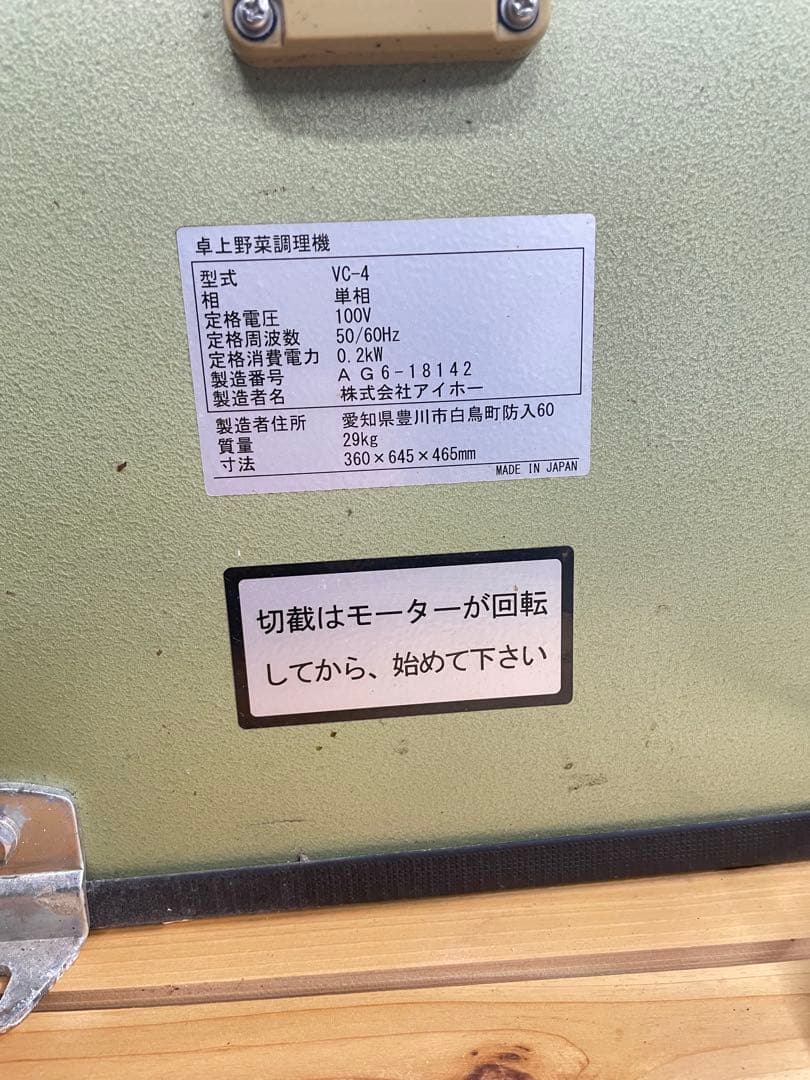 卓上野菜調理機
型式 VC-4
相 単相
定格電圧 100V
定格周波数 50/60Hz
定格消費電力 0.2kW
製造番号 AG6-18142
製造者名 株式会社アイホー
製造者住所 愛知県豊川市白鳥町防入60
質量 29kg
寸法 360×645×465mm
MADE IN JAPAN
切截はモーターが回転
してから、始めて下さい